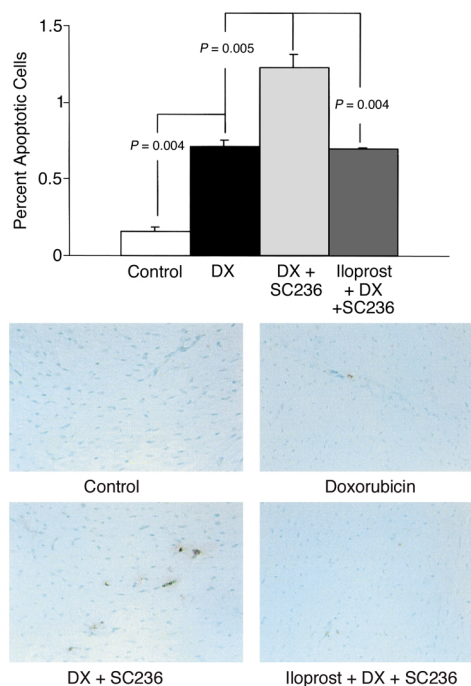 Percent Apoptotic Cells
1.5
1
0.5
0
P = 0.004
P = 0.005
P = 0.004
Control
DX
DX +
SC236
Iloprost
+ DX
+SC236
Control
Doxorubicin
DX + SC236
Iloprost + DX + SC236